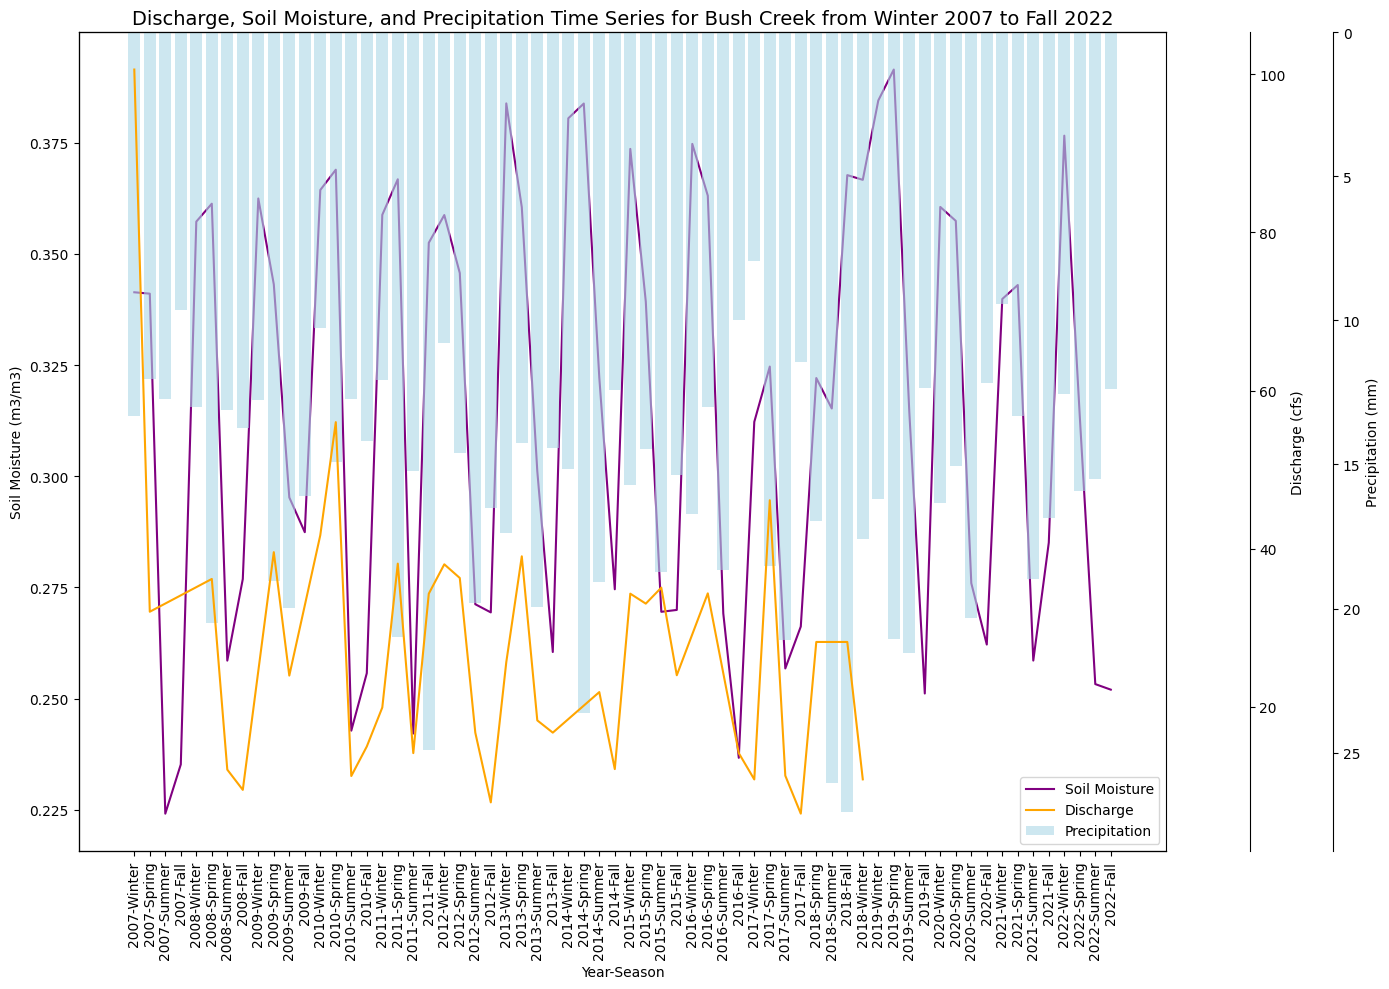 Discharge, Soil Moisture, and Precipitation Time Series for Bush Creek from Winter 2007 to Fall 2022
Soil Moisture (m3/m3)
0.375
0.350
0.325
0.300
0.275
0.250
0.225
Discharge (cfs)
100
80
60
40
20
Precipitation (mm)
0
5
10
15
20
25
Soil Moisture
Discharge
Precipitation
2007-Winter
2007-Spring
2007-Summer
2007-Fall
2008-Winter
2008-Spring
2008-Summer
2008-Fall
2009-Winter
2009-Spring
2009-Summer
2009-Fall
2010-Winter
2010-Spring
2010-Summer
2010-Fall
2011-Winter
2011-Spring
2011-Summer
2011-Fall
2012-Winter
2012-Spring
2012-Summer
2012-Fall
2013-Winter
2013-Spring
2013-Summer
2013-Fall
2014-Winter
2014-Spring
2014-Summer
2014-Fall
2015-Winter
2015-Spring
2015-Summer
2015-Fall
2016-Winter
2016-Spring
2016-Summer
2016-Fall
2017-Winter
2017-Spring
2017-Summer
2017-Fall
2018-Spring
2018-Summer
2018-Fall
2018-Winter
2019-Winter
2019-Spring
2019-Summer
2019-Fall
2020-Winter
2020-Spring
2020-Summer
2020-Fall
2021-Winter
2021-Spring
2021-Summer
2021-Fall
2022-Winter
2022-Spring
2022-Summer
2022-Fall
Year-Season